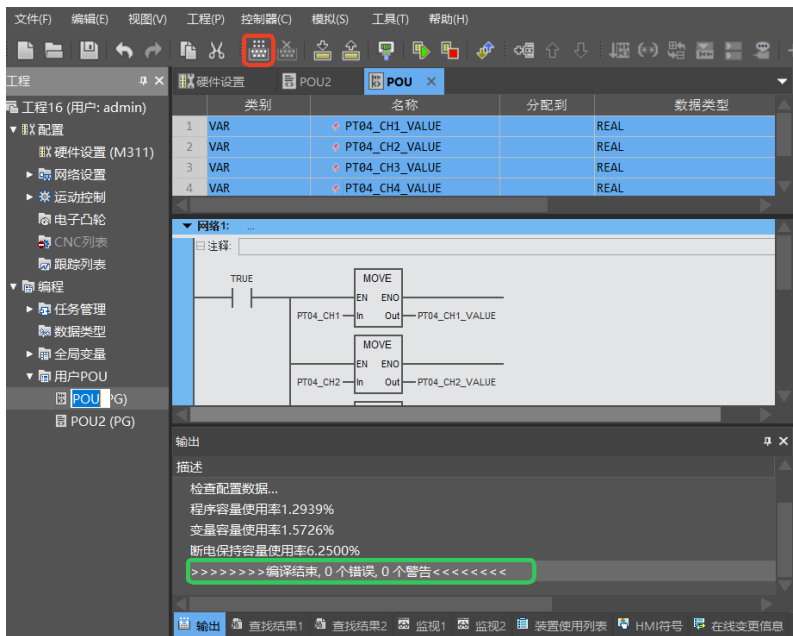 文件(F) 编辑(E) 视图(V) 工程(P) 控制器(C) 模拟(S) 工具(T) 帮助(H)
工程
硬件设置 POU2 POU
工程16 (用户: admin)
配置
硬件设置 (M311)
网络设置
运动控制
电子凸轮
CNC列表
跟踪列表
编程
任务管理
数据类型
全局变量
用户POU
POU PG)
POU2 (PG)
类别 名称 分配到 数据类型
1 VAR PT04_CH1_VALUE REAL
2 VAR PT04_CH2_VALUE REAL
3 VAR PT04_CH3_VALUE REAL
4 VAR PT04_CH4_VALUE REAL
网络1: ...
注释:
TRUE MOVE
EN ENO
PT04_CH1 In Out PT04_CH1_VALUE
MOVE
EN ENO
PT04_CH2 In Out PT04_CH2_VALUE
输出
描述
检查配置数据...
程序容量使用率1.2939%
变量容量使用率1.5726%
断电保持容量使用率6.2500%
>>>>>>>>编译结束, 0 个错误, 0 个警告<<<<<<<<
输出 查找结果1 查找结果2 监视1 监视2 装置使用列表 HMI符号 在线变更信息